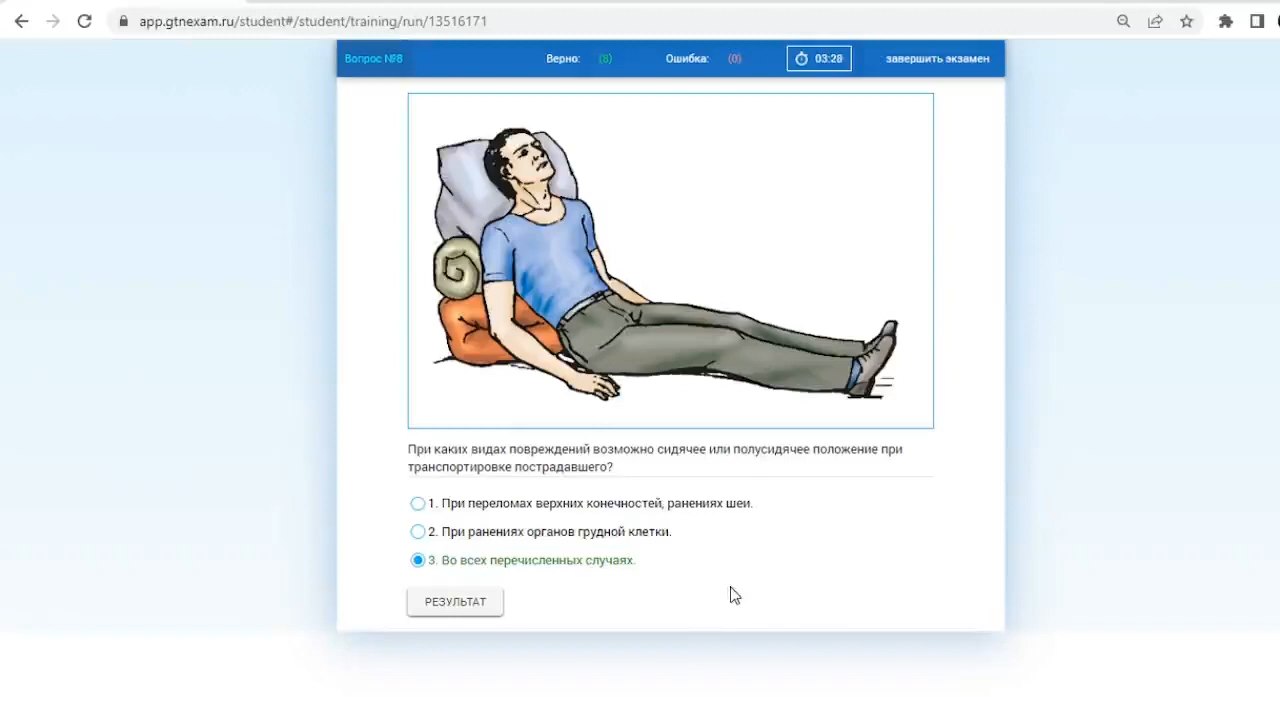 app.gtnexam.ru/student#/student/training/run/13516171
Вопрос №8 Верно: (8) Ошибка: (0) 03:28 завершить экзамен
При каких видах повреждений возможно сидячее или полусидячее положение при
транспортировке пострадавшего?
1. При переломах верхних конечностей, ранениях шеи.
2. При ранениях органов грудной клетки.
3. Во всех перечисленных случаях.
РЕЗУЛЬТАТ